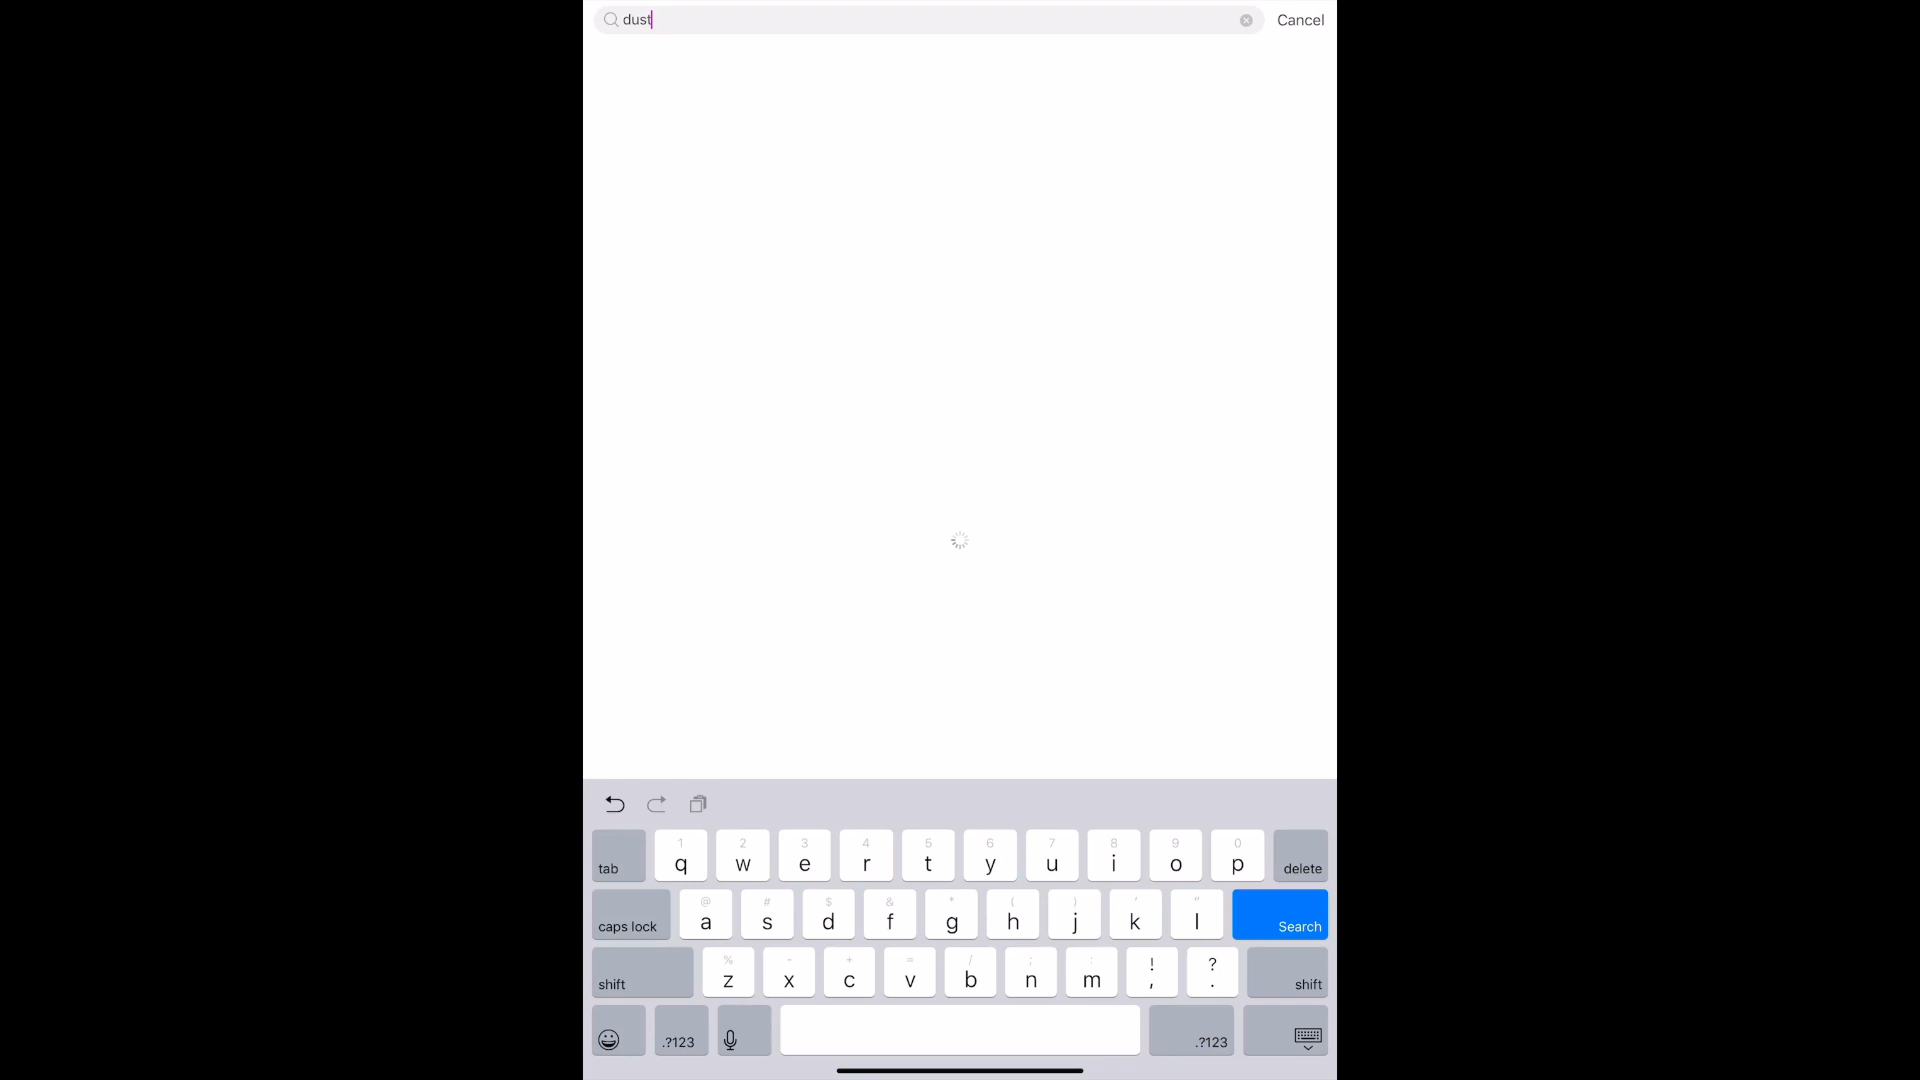 dust
Cancel
1 2 3 4 5 6 7 8 9 0
tab q w e r t y u i o p delete
@ # $ & * ( ) ' "
caps lock a s d f g h j k l Search
% - + = / ; : ! ?
shift z x c v b n m , . shift
.?123 .?123